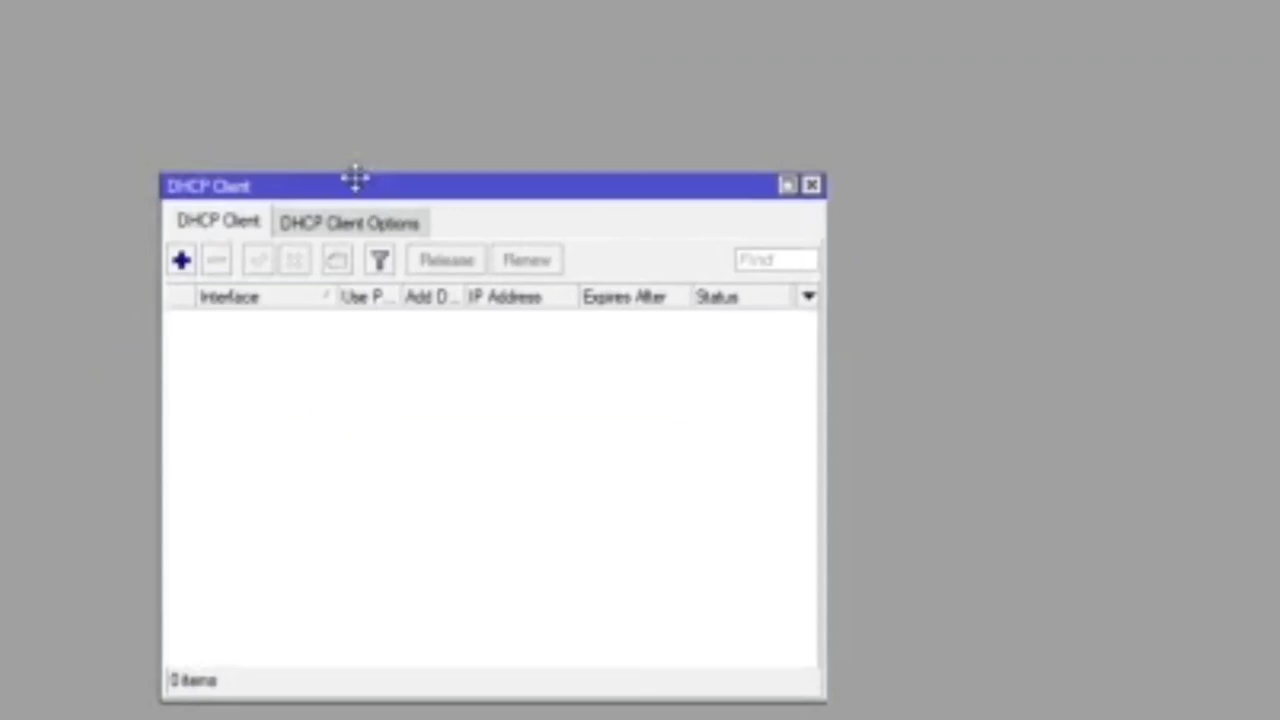 DHCP Client
DHCP Client DHCP Client Options
Release Renew Find
Interface Use P... Add D... IP Address Expires After Status
0 items